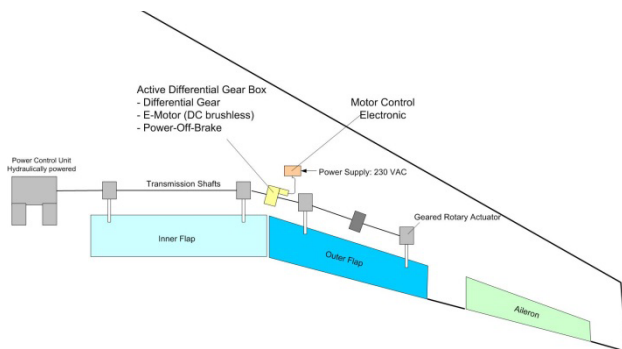 Active Differential Gear Box
- Differential Gear
- E-Motor (DC brushless)
- Power-Off-Brake
Motor Control
Electronic
Power Control Unit
Hydraulically powered
Transmission Shafts
Power Supply: 230 VAC
Geared Rotary Actuator
Inner Flap
Outer Flap
Aileron